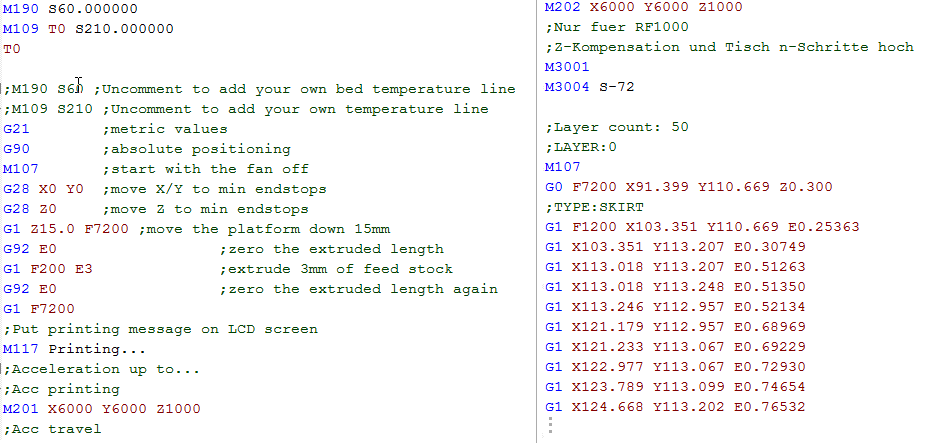 M190 S60.000000
M109 T0 S210.000000
T0
;M190 S60 ;Uncomment to add your own bed temperature line
;M109 S210 ;Uncomment to add your own temperature line
G21 ;metric values
G90 ;absolute positioning
M107 ;start with the fan off
G28 X0 Y0 ;move X/Y to min endstops
G28 Z0 ;move Z to min endstops
G1 Z15.0 F7200 ;move the platform down 15mm
G92 E0 ;zero the extruded length
G1 F200 E3 ;extrude 3mm of feed stock
G92 E0 ;zero the extruded length again
G1 F7200
;Put printing message on LCD screen
M117 Printing...
;Acceleration up to...
;Acc printing
M201 X6000 Y6000 Z1000
;Acc travel
M202 X6000 Y6000 Z1000
;Nur fuer RF1000
;Z-Kompensation und Tisch n-Schritte hoch
M3001
M3004 S-72
;Layer count: 50
;LAYER:0
M107
G0 F7200 X91.399 Y110.669 Z0.300
;TYPE:SKIRT
G1 F1200 X103.351 Y110.669 E0.25363
G1 X103.351 Y113.207 E0.30749
G1 X113.018 Y113.207 E0.51263
G1 X113.018 Y113.248 E0.51350
G1 X113.246 Y112.957 E0.52134
G1 X121.179 Y112.957 E0.68969
G1 X121.233 Y113.067 E0.69229
G1 X122.977 Y113.067 E0.72930
G1 X123.789 Y113.099 E0.74654
G1 X124.668 Y113.202 E0.76532